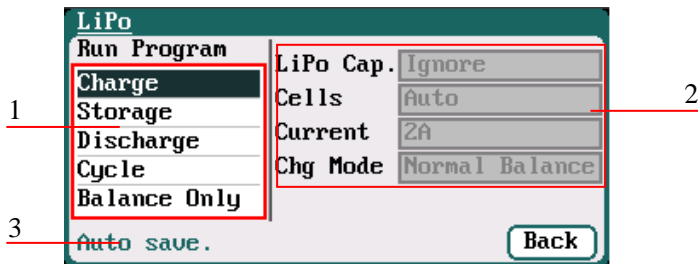 LiPo
Run Program
Charge
Storage
Discharge
Cycle
Balance Only
LiPo Cap. Ignore
Cells Auto
Current 2A
Chg Mode Normal Balance
Auto save.
Back
1
2
3